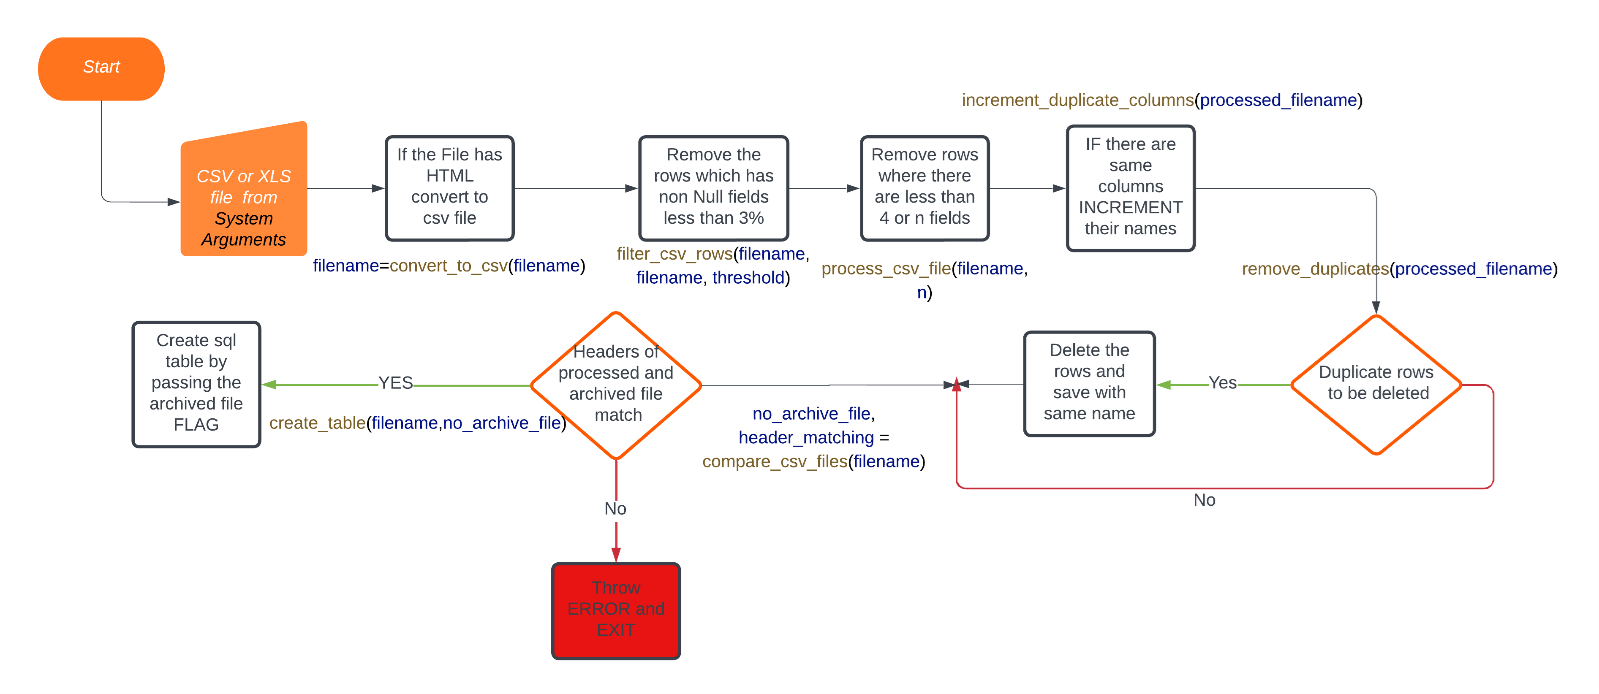 Start
CSV or XLS
file from
System
Arguments
If the File has
HTML
convert to
csv file
filename=convert_to_csv(filename)
Remove the
rows which has
non Null fields
less than 3%
filter_csv_rows(filename,
filename, threshold)
Remove rows
where there
are less than
4 or n fields
process_csv_file(filename,
n)
increment_duplicate_columns(processed_filename)
IF there are
same
columns
INCREMENT
their names
remove_duplicates(processed_filename)
Duplicate rows
to be deleted
Yes
No
Delete the
rows and
save with
same name
no_archive_file,
header_matching =
compare_csv_files(filename)
Headers of
processed and
archived file
match
YES
create_table(filename,no_archive_file)
Create sql
table by
passing the
archived file
FLAG
No
Throw
ERROR and
EXIT